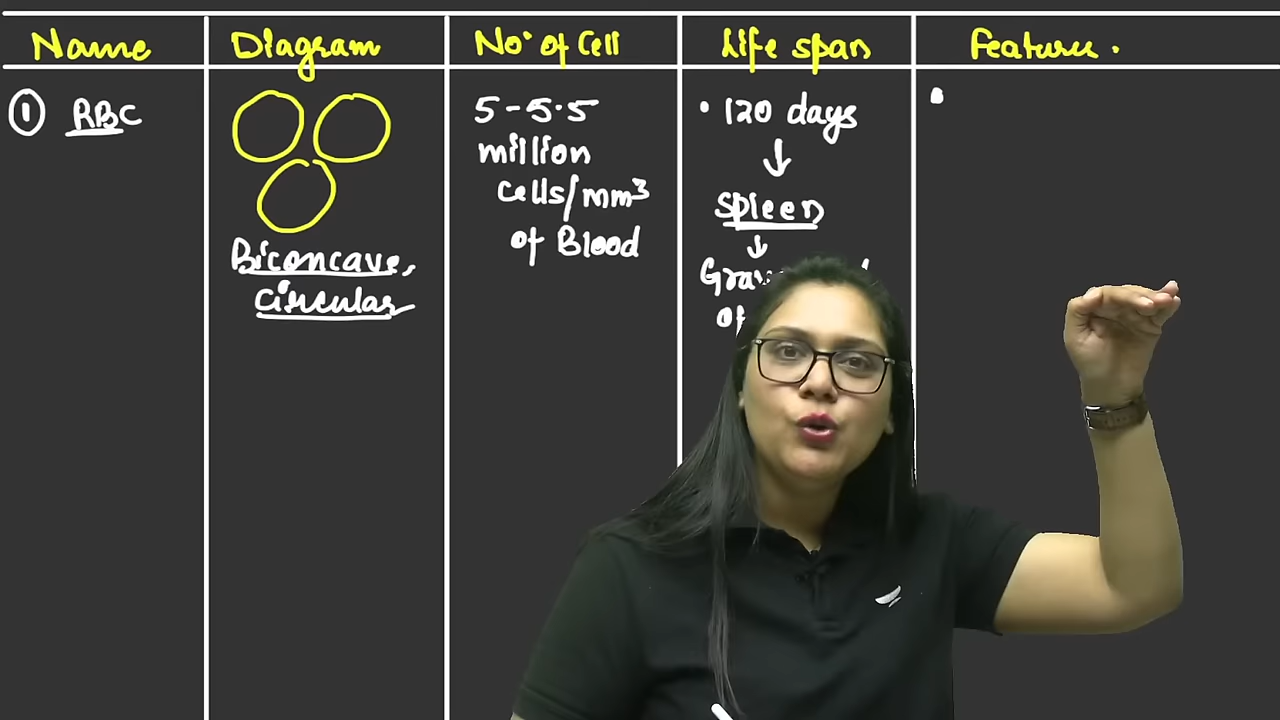 Name Diagram No. of Cell Life span Features.
① RBC
Biconcave,
circular
5-5.5
million
cells/mm³
of Blood
• 120 days
↓
Spleen
↓
•